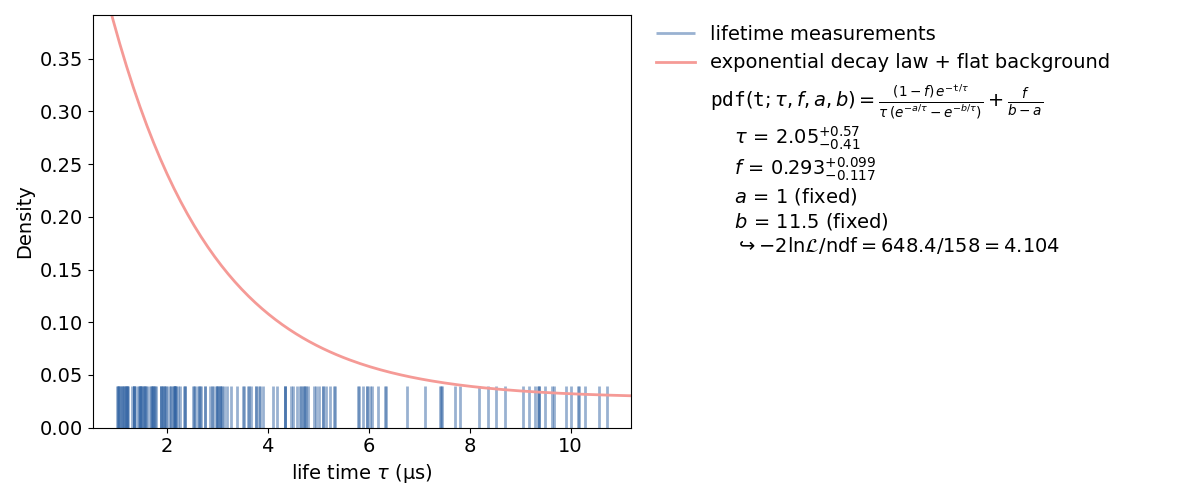 0.35
0.30
0.25
0.20
0.15
0.10
0.05
0.00
Density
2 4 6 8 10
life time τ (μs)
lifetime measurements
exponential decay law + flat background
pdf(t; τ, f, a, b) = \frac{(1−f) e^{−t/τ}}{τ (e^{−a/τ} − e^{−b/τ})} + \frac{f}{b−a}
τ = 2.05^{+0.57}_{−0.41}
f = 0.293^{+0.099}_{−0.117}
a = 1 (fixed)
b = 11.5 (fixed)
↪ −2lnℒ/ndf = 648.4/158 = 4.104